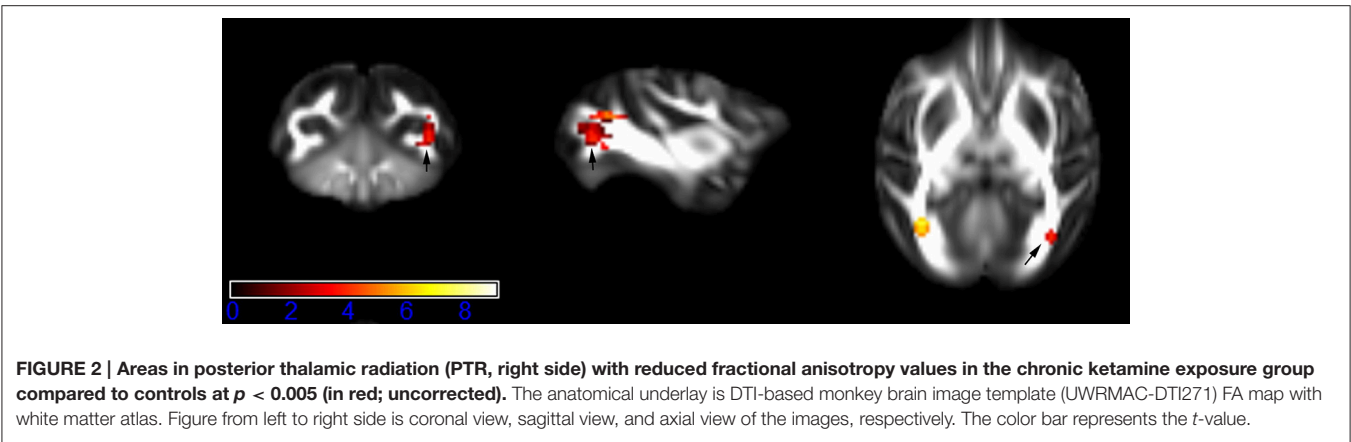 0 2 4 6 8
FIGURE 2 | Areas in posterior thalamic radiation (PTR, right side) with reduced fractional anisotropy values in the chronic ketamine exposure group
compared to controls at p < 0.005 (in red; uncorrected). The anatomical underlay is DTI-based monkey brain image template (UWRMAC-DTI271) FA map with
white matter atlas. Figure from left to right side is coronal view, sagittal view, and axial view of the images, respectively. The color bar represents the t-value.